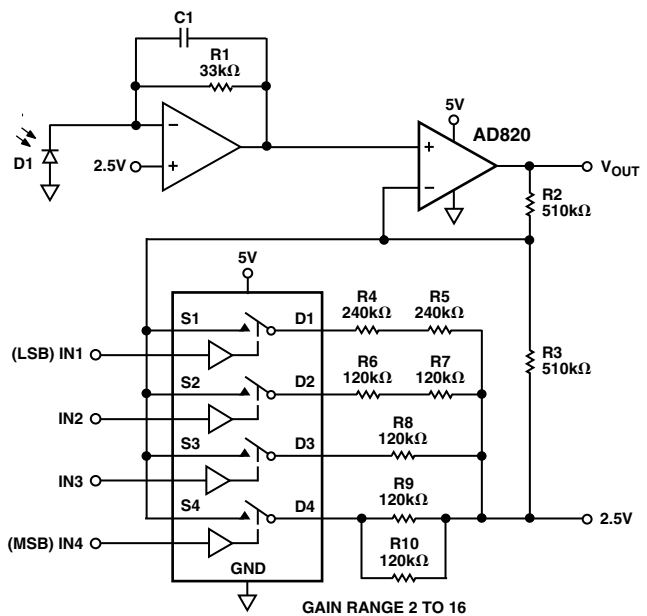 C1
R1
33kΩ
D1
2.5V
−
+
5V
AD820
+
−
VOUT
R2
510kΩ
5V
S1
D1
R4
240kΩ
R5
240kΩ
(LSB) IN1
R3
510kΩ
S2
D2
R6
120kΩ
R7
120kΩ
IN2
S3
D3
R8
120kΩ
IN3
S4
D4
R9
120kΩ
2.5V
(MSB) IN4
R10
120kΩ
GND
GAIN RANGE 2 TO 16